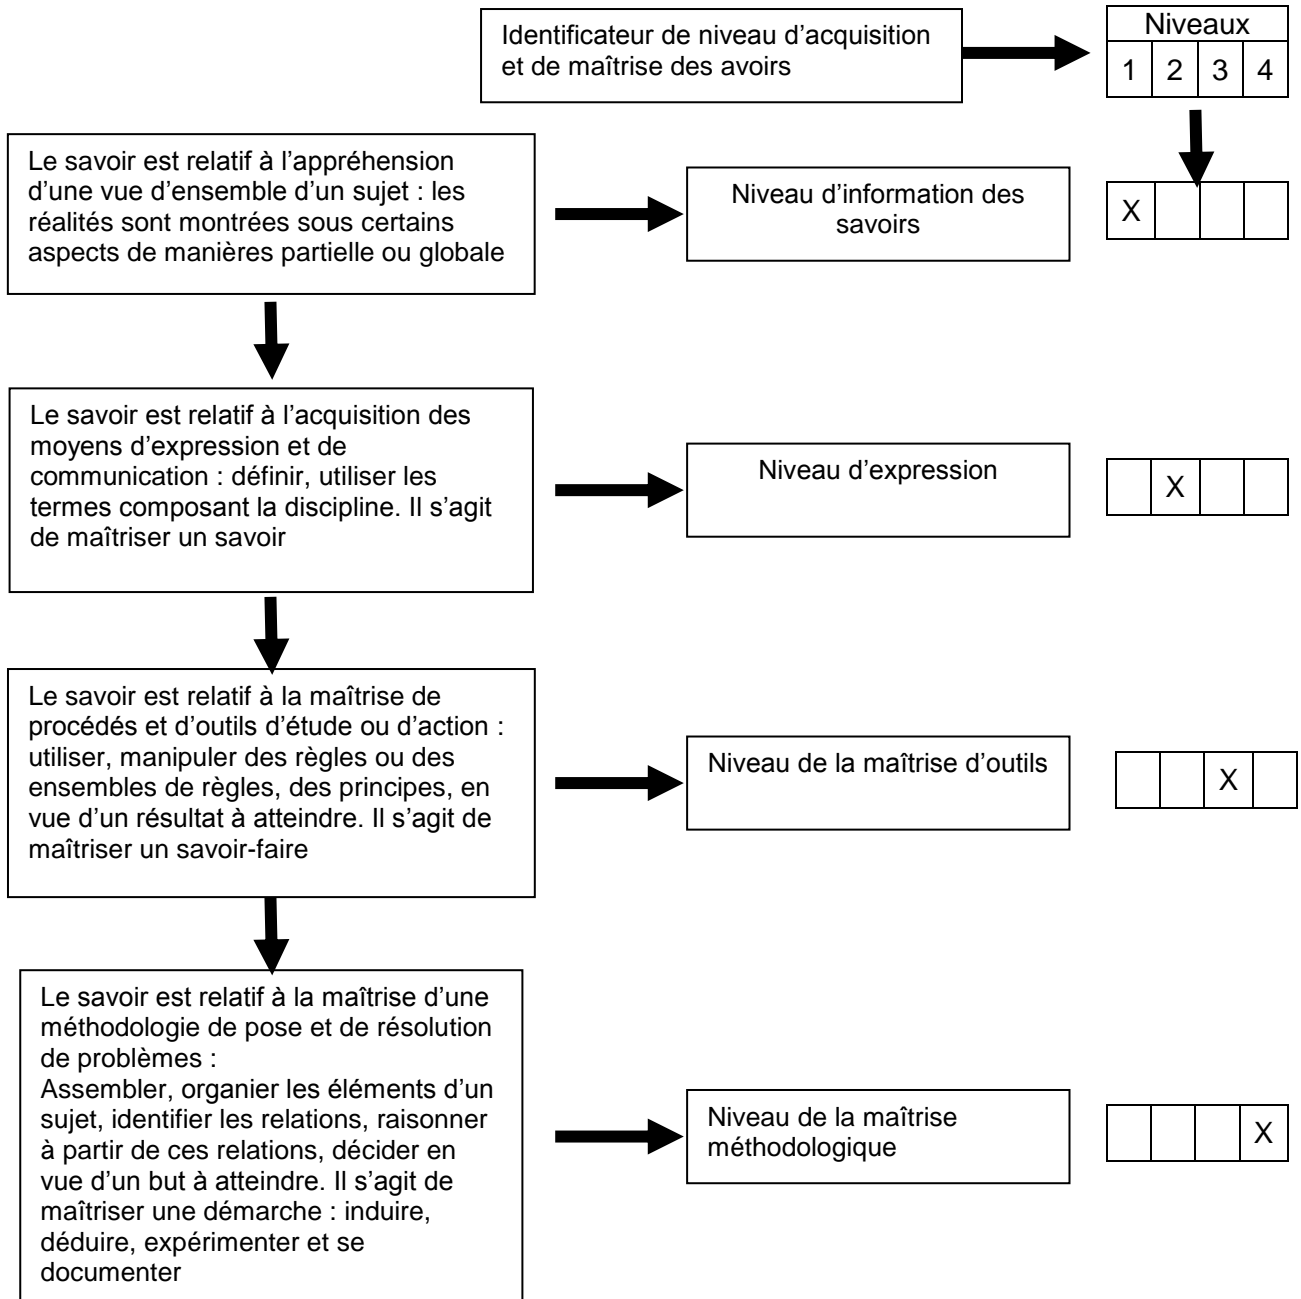 Identificateur de niveau d’acquisition
et de maîtrise des avoirs
Niveaux
1 2 3 4
Le savoir est relatif à l’appréhension
d’une vue d’ensemble d’un sujet : les
réalités sont montrées sous certains
aspects de manières partielle ou globale
Niveau d’information des
savoirs
X
Le savoir est relatif à l’acquisition des
moyens d’expression et de
communication : définir, utiliser les
termes composant la discipline. Il s’agit
de maîtriser un savoir
Niveau d’expression
X
Le savoir est relatif à la maîtrise de
procédés et d’outils d’étude ou d’action :
utiliser, manipuler des règles ou des
ensembles de règles, des principes, en
vue d’un résultat à atteindre. Il s’agit de
maîtriser un savoir-faire
Niveau de la maîtrise d’outils
X
Le savoir est relatif à la maîtrise d’une
méthodologie de pose et de résolution
de problèmes :
Assembler, organier les éléments d’un
sujet, identifier les relations, raisonner
à partir de ces relations, décider en
vue d’un but à atteindre. Il s’agit de
maîtriser une démarche : induire,
déduire, expérimenter et se
documenter
Niveau de la maîtrise
méthodologique
X